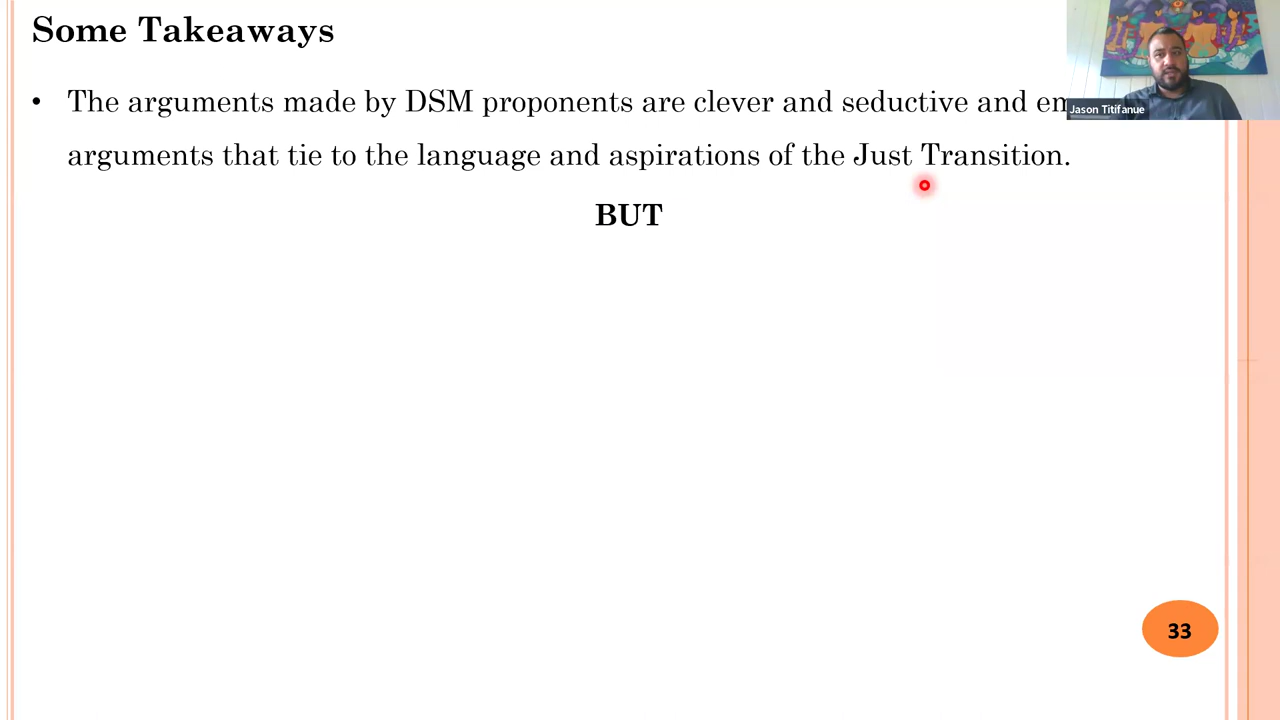 Some Takeaways
• The arguments made by DSM proponents are clever and seductive and
arguments that tie to the language and aspirations of the Just Transition.
BUT
Jason Titifanue
33